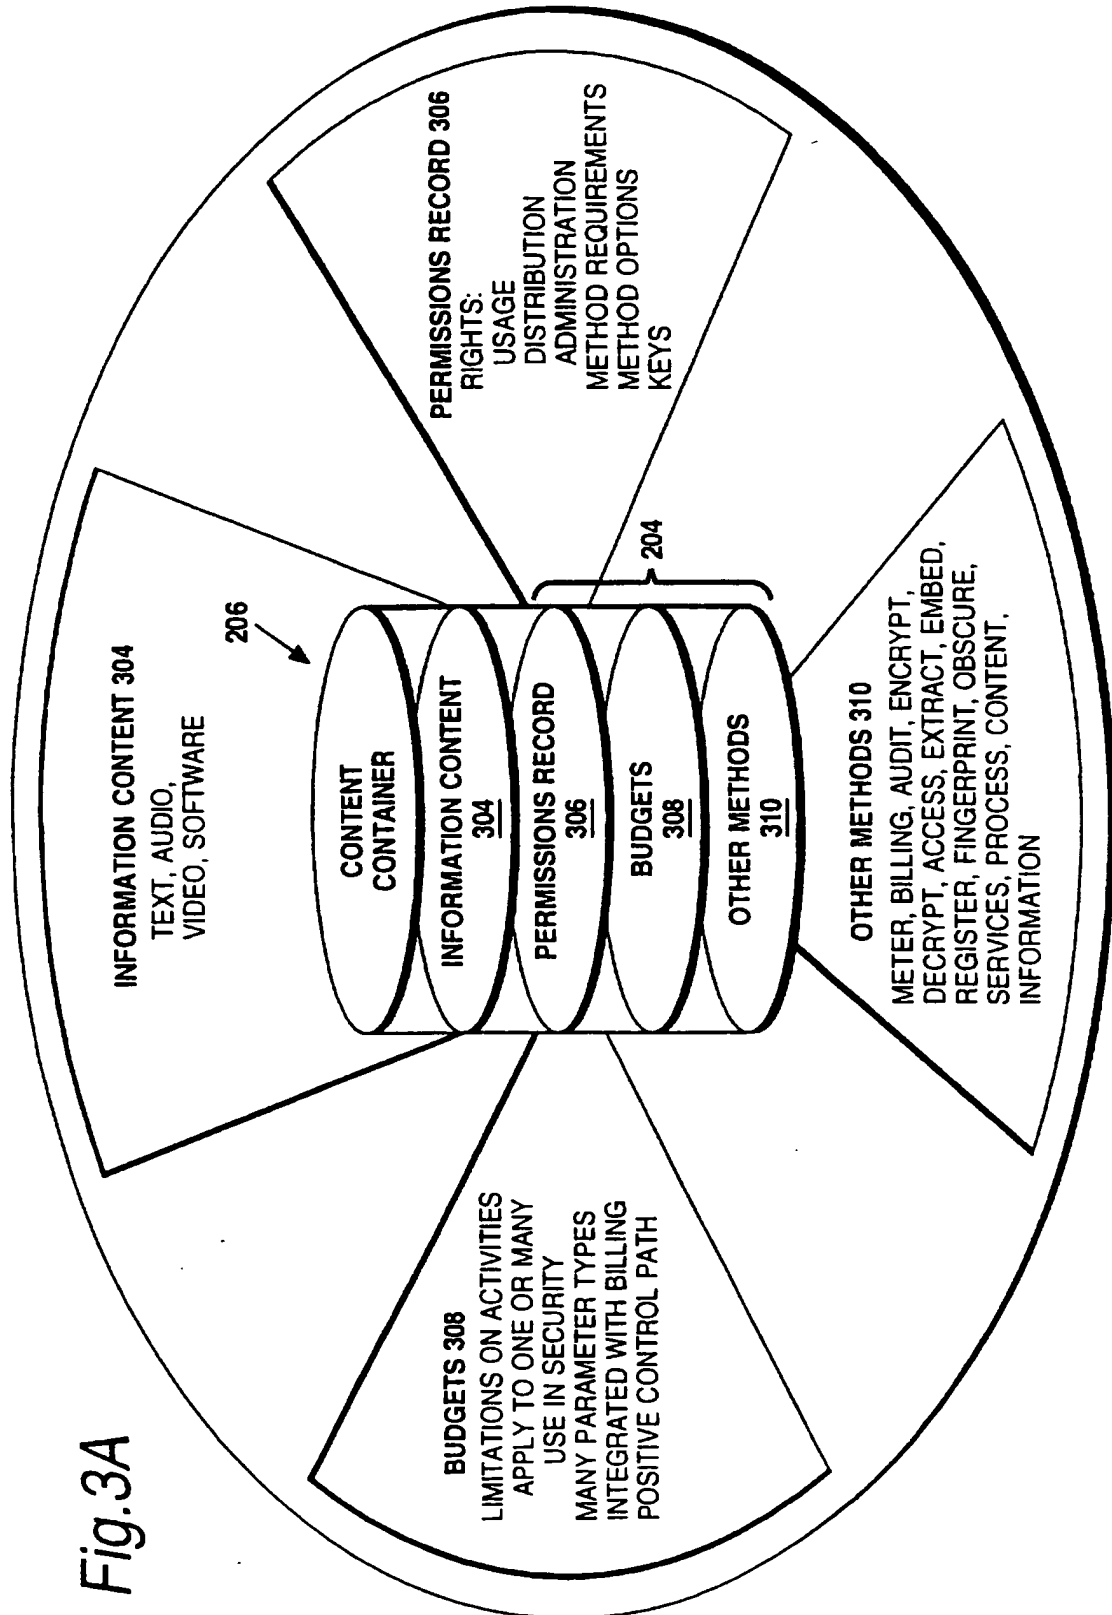 Fig.3A
INFORMATION CONTENT 304
TEXT, AUDIO,
VIDEO, SOFTWARE
BUDGETS 308
LIMITATIONS ON ACTIVITIES
APPLY TO ONE OR MANY
USE IN SECURITY
MANY PARAMETER TYPES
INTEGRATED WITH BILLING
POSITIVE CONTROL PATH
206
CONTENT
CONTAINER
INFORMATION CONTENT
304
PERMISSIONS RECORD
306
BUDGETS
308
OTHER METHODS
310
204
PERMISSIONS RECORD 306
RIGHTS:
USAGE
DISTRIBUTION
ADMINISTRATION
METHOD REQUIREMENTS
METHOD OPTIONS
KEYS
OTHER METHODS 310
METER, BILLING, AUDIT, ENCRYPT,
DECRYPT, ACCESS, EXTRACT, EMBED,
REGISTER, FINGERPRINT, OBSCURE,
SERVICES, PROCESS, CONTENT,
INFORMATION